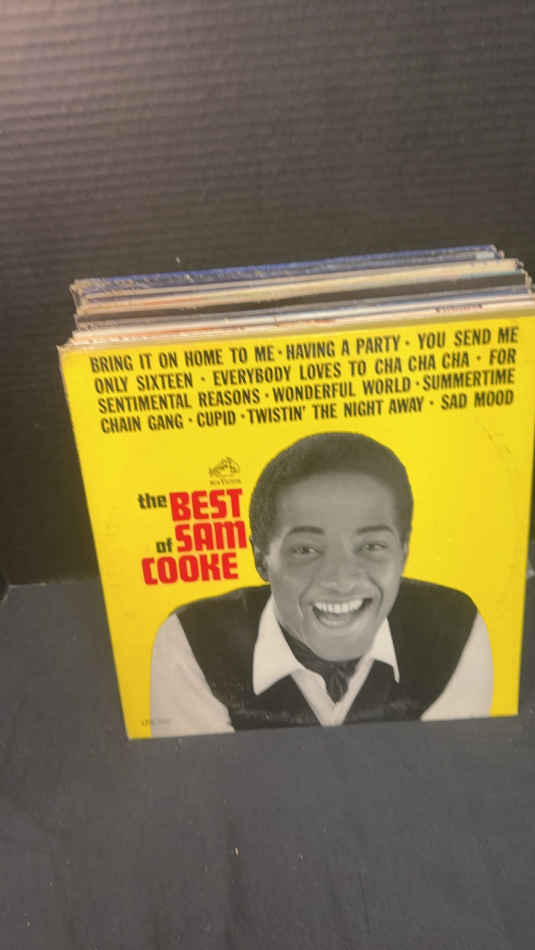 BRING IT ON HOME TO ME · HAVING A PARTY · YOU SEND ME
ONLY SIXTEEN · EVERYBODY LOVES TO CHA CHA CHA · FOR
SENTIMENTAL REASONS · WONDERFUL WORLD · SUMMERTIME
CHAIN GANG · CUPID · TWISTIN' THE NIGHT AWAY · SAD MOOD
RCA VICTOR
the BEST
of SAM
COOKE